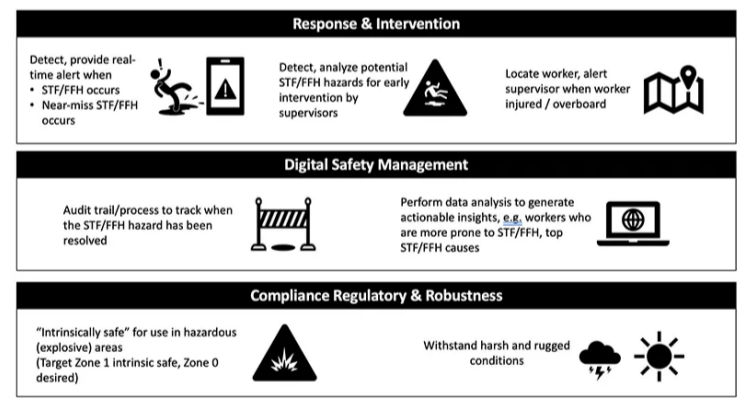 Response & Intervention
Detect, provide real-
time alert when
• STF/FFH occurs
• Near-miss STF/FFH
occurs
Detect, analyze potential
STF/FFH hazards for early
intervention by
supervisors
Locate worker, alert
supervisor when worker
injured / overboard
Digital Safety Management
Audit trail/process to track when
the STF/FFH hazard has been
resolved
Perform data analysis to generate
actionable insights, e.g. workers who
are more prone to STF/FFH, top
STF/FFH causes
Compliance Regulatory & Robustness
“Intrinsically safe” for use in hazardous
(explosive) areas
(Target Zone 1 intrinsic safe, Zone 0
desired)
Withstand harsh and rugged
conditions